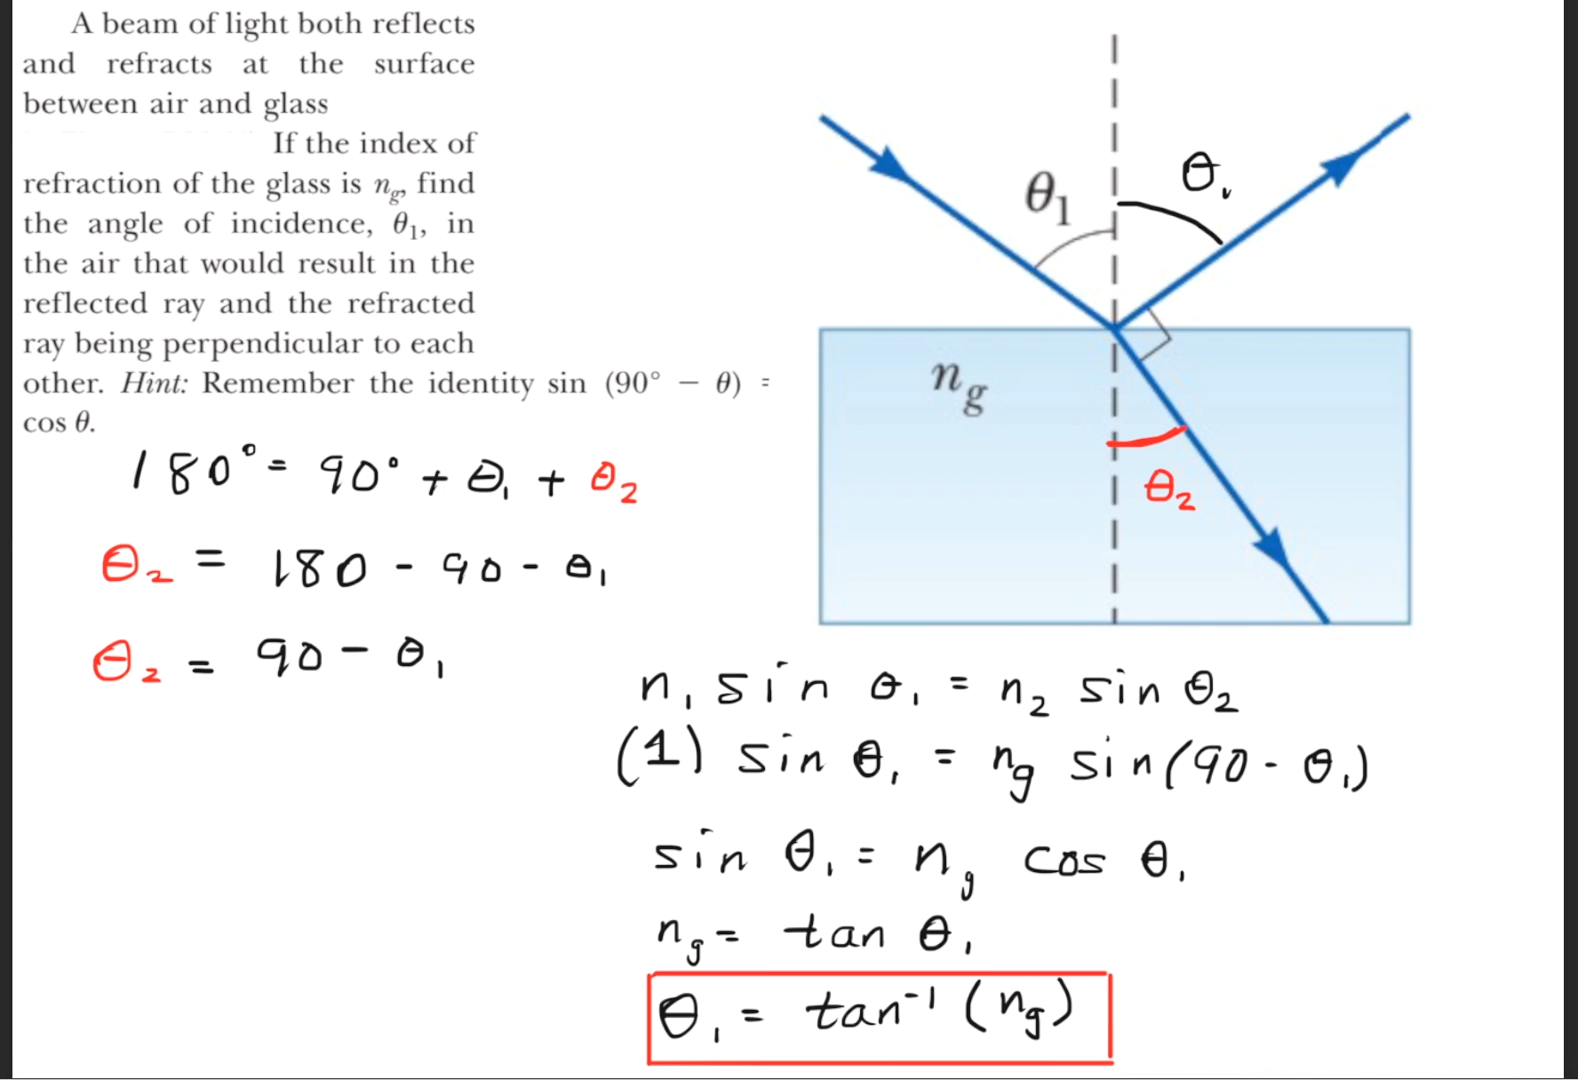 A beam of light both reflects
and refracts at the surface
between air and glass
If the index of
refraction of the glass is n_g, find
the angle of incidence, θ₁, in
the air that would result in the
reflected ray and the refracted
ray being perpendicular to each
other. Hint: Remember the identity sin (90° − θ) =
cos θ.
180° = 90° + θ₁ + θ₂
θ₂ = 180 - 90 - θ₁
θ₂ = 90 - θ₁
θ₁
θ₁
n_g
θ₂
n₁ sin θ₁ = n₂ sin θ₂
(1) sin θ₁ = n_g sin(90 - θ₁)
sin θ₁ = n_g cos θ₁
n_g = tan θ₁
θ₁ = tan⁻¹ (n_g)